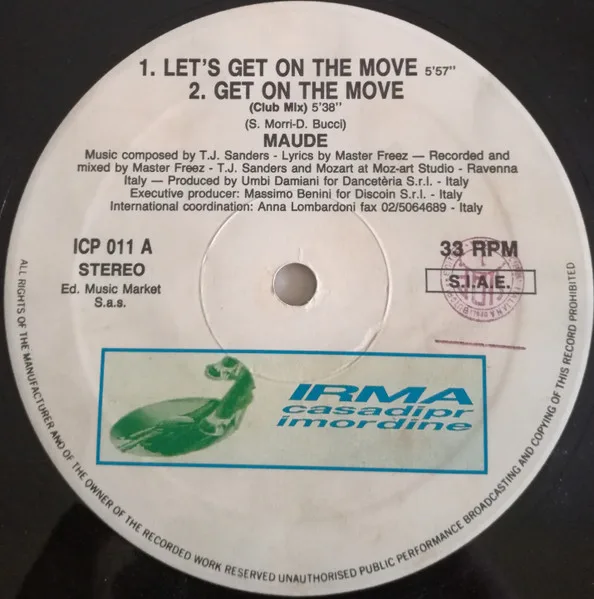 1. LET'S GET ON THE MOVE 5'57"
2. GET ON THE MOVE
(Club Mix) 5'38"
(S. Morri-D. Bucci)
MAUDE
Music composed by T.J. Sanders - Lyrics by Master Freez — Recorded and
mixed by Master Freez - T.J. Sanders and Mozart at Moz-art Studio - Ravenna
Italy — Produced by Umbi Damiani for Dancetèria S.r.l. - Italy
Executive producer: Massimo Benini for Discoin S.r.l. - Italy
International coordination: Anna Lombardoni fax 02/5064689 - Italy
ICP 011 A
STEREO
Ed. Music Market
S.a.s.
33 RPM
S.I.A.E.
IRMA
casadipr
imordine
ALL RIGHTS OF THE MANUFACTURER AND OF THE OWNER OF THE RECORDED WORK RESERVED UNAUTHORISED PUBLIC PERFORMANCE BROADCASTING AND COPYING OF THIS RECORD PROHIBITED